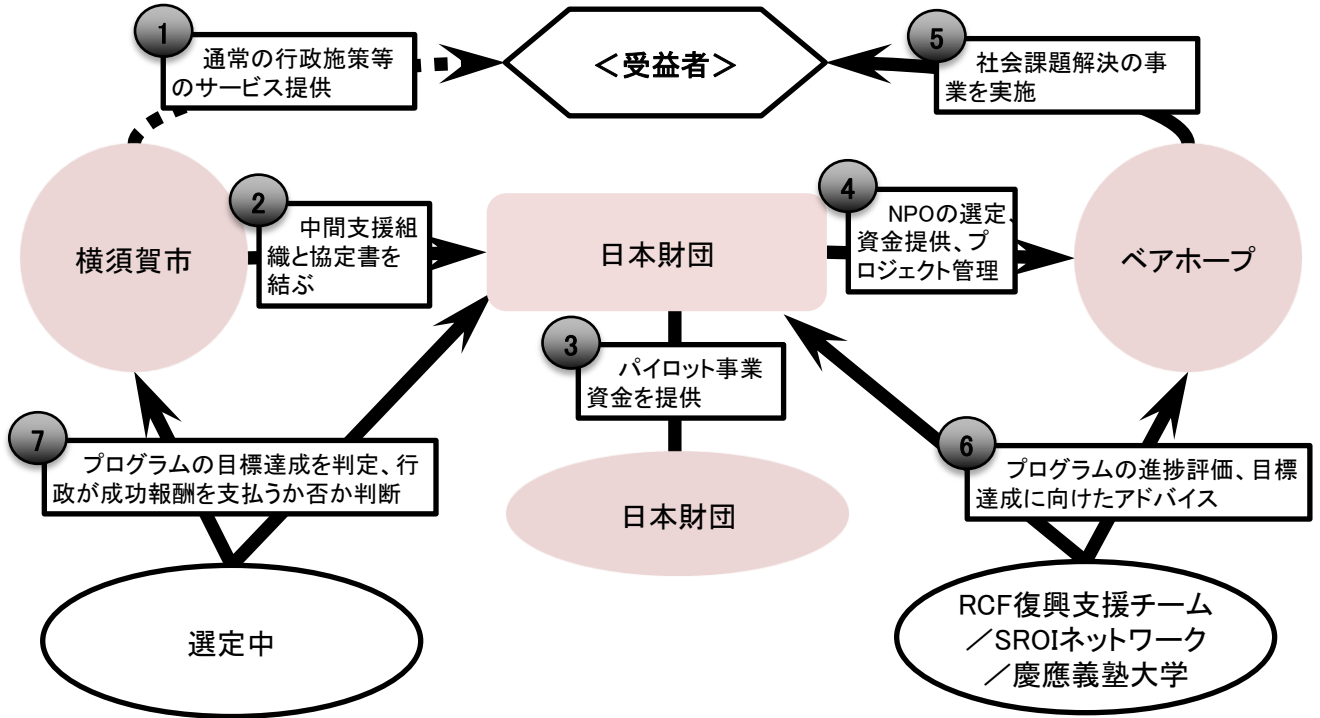 1
通常の行政施策等
のサービス提供
＜受益者＞
5
社会課題解決の事
業を実施
横須賀市
2
中間支援組
織と協定書を
結ぶ
日本財団
4
NPOの選定、
資金提供、プ
ロジェクト管理
ベアホープ
3
パイロット事業
資金を提供
7
プログラムの目標達成を判定、行
政が成功報酬を支払うか否か判断
日本財団
6
プログラムの進捗評価、目標
達成に向けたアドバイス
選定中
RCF復興支援チーム
／SROIネットワーク
／慶應義塾大学